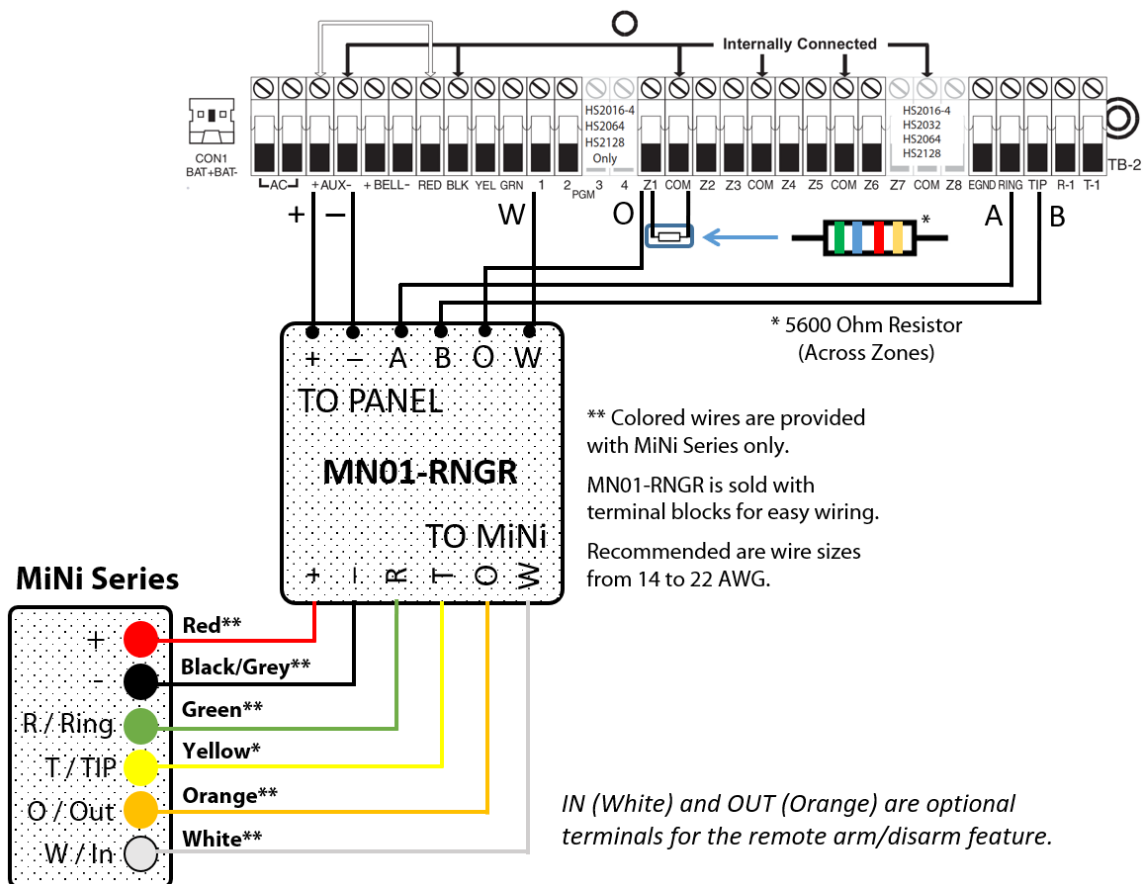 Internally Connected
HS2016-4
HS2064
HS2128
Only
HS2016-4
HS2032
HS2064
HS2128
CON1
BAT+BAT-
TB-2
AC +AUX- +BELL- RED BLK YEL GRN 1 2 PGM 3 4 Z1 COM Z2 Z3 COM Z4 Z5 COM Z6 Z7 COM Z8 EGND RING TIP R-1 T-1
+ – W O A B
*
* 5600 Ohm Resistor
(Across Zones)
+ – A B O W
TO PANEL
MN01-RNGR
TO MiNi
+ – R T O W
** Colored wires are provided
with MiNi Series only.
MN01-RNGR is sold with
terminal blocks for easy wiring.
Recommended are wire sizes
from 14 to 22 AWG.
MiNi Series
+ Red**
- Black/Grey**
R / Ring Green**
T / TIP Yellow*
O / Out Orange**
W / In White**
IN (White) and OUT (Orange) are optional
terminals for the remote arm/disarm feature.